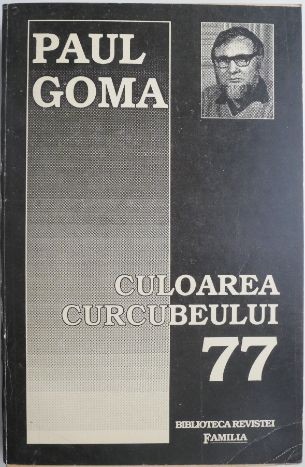 PAUL
GOMA
CULOAREA
CURCUBEULUI
77
BIBLIOTECA REVISTEI
FAMILIA